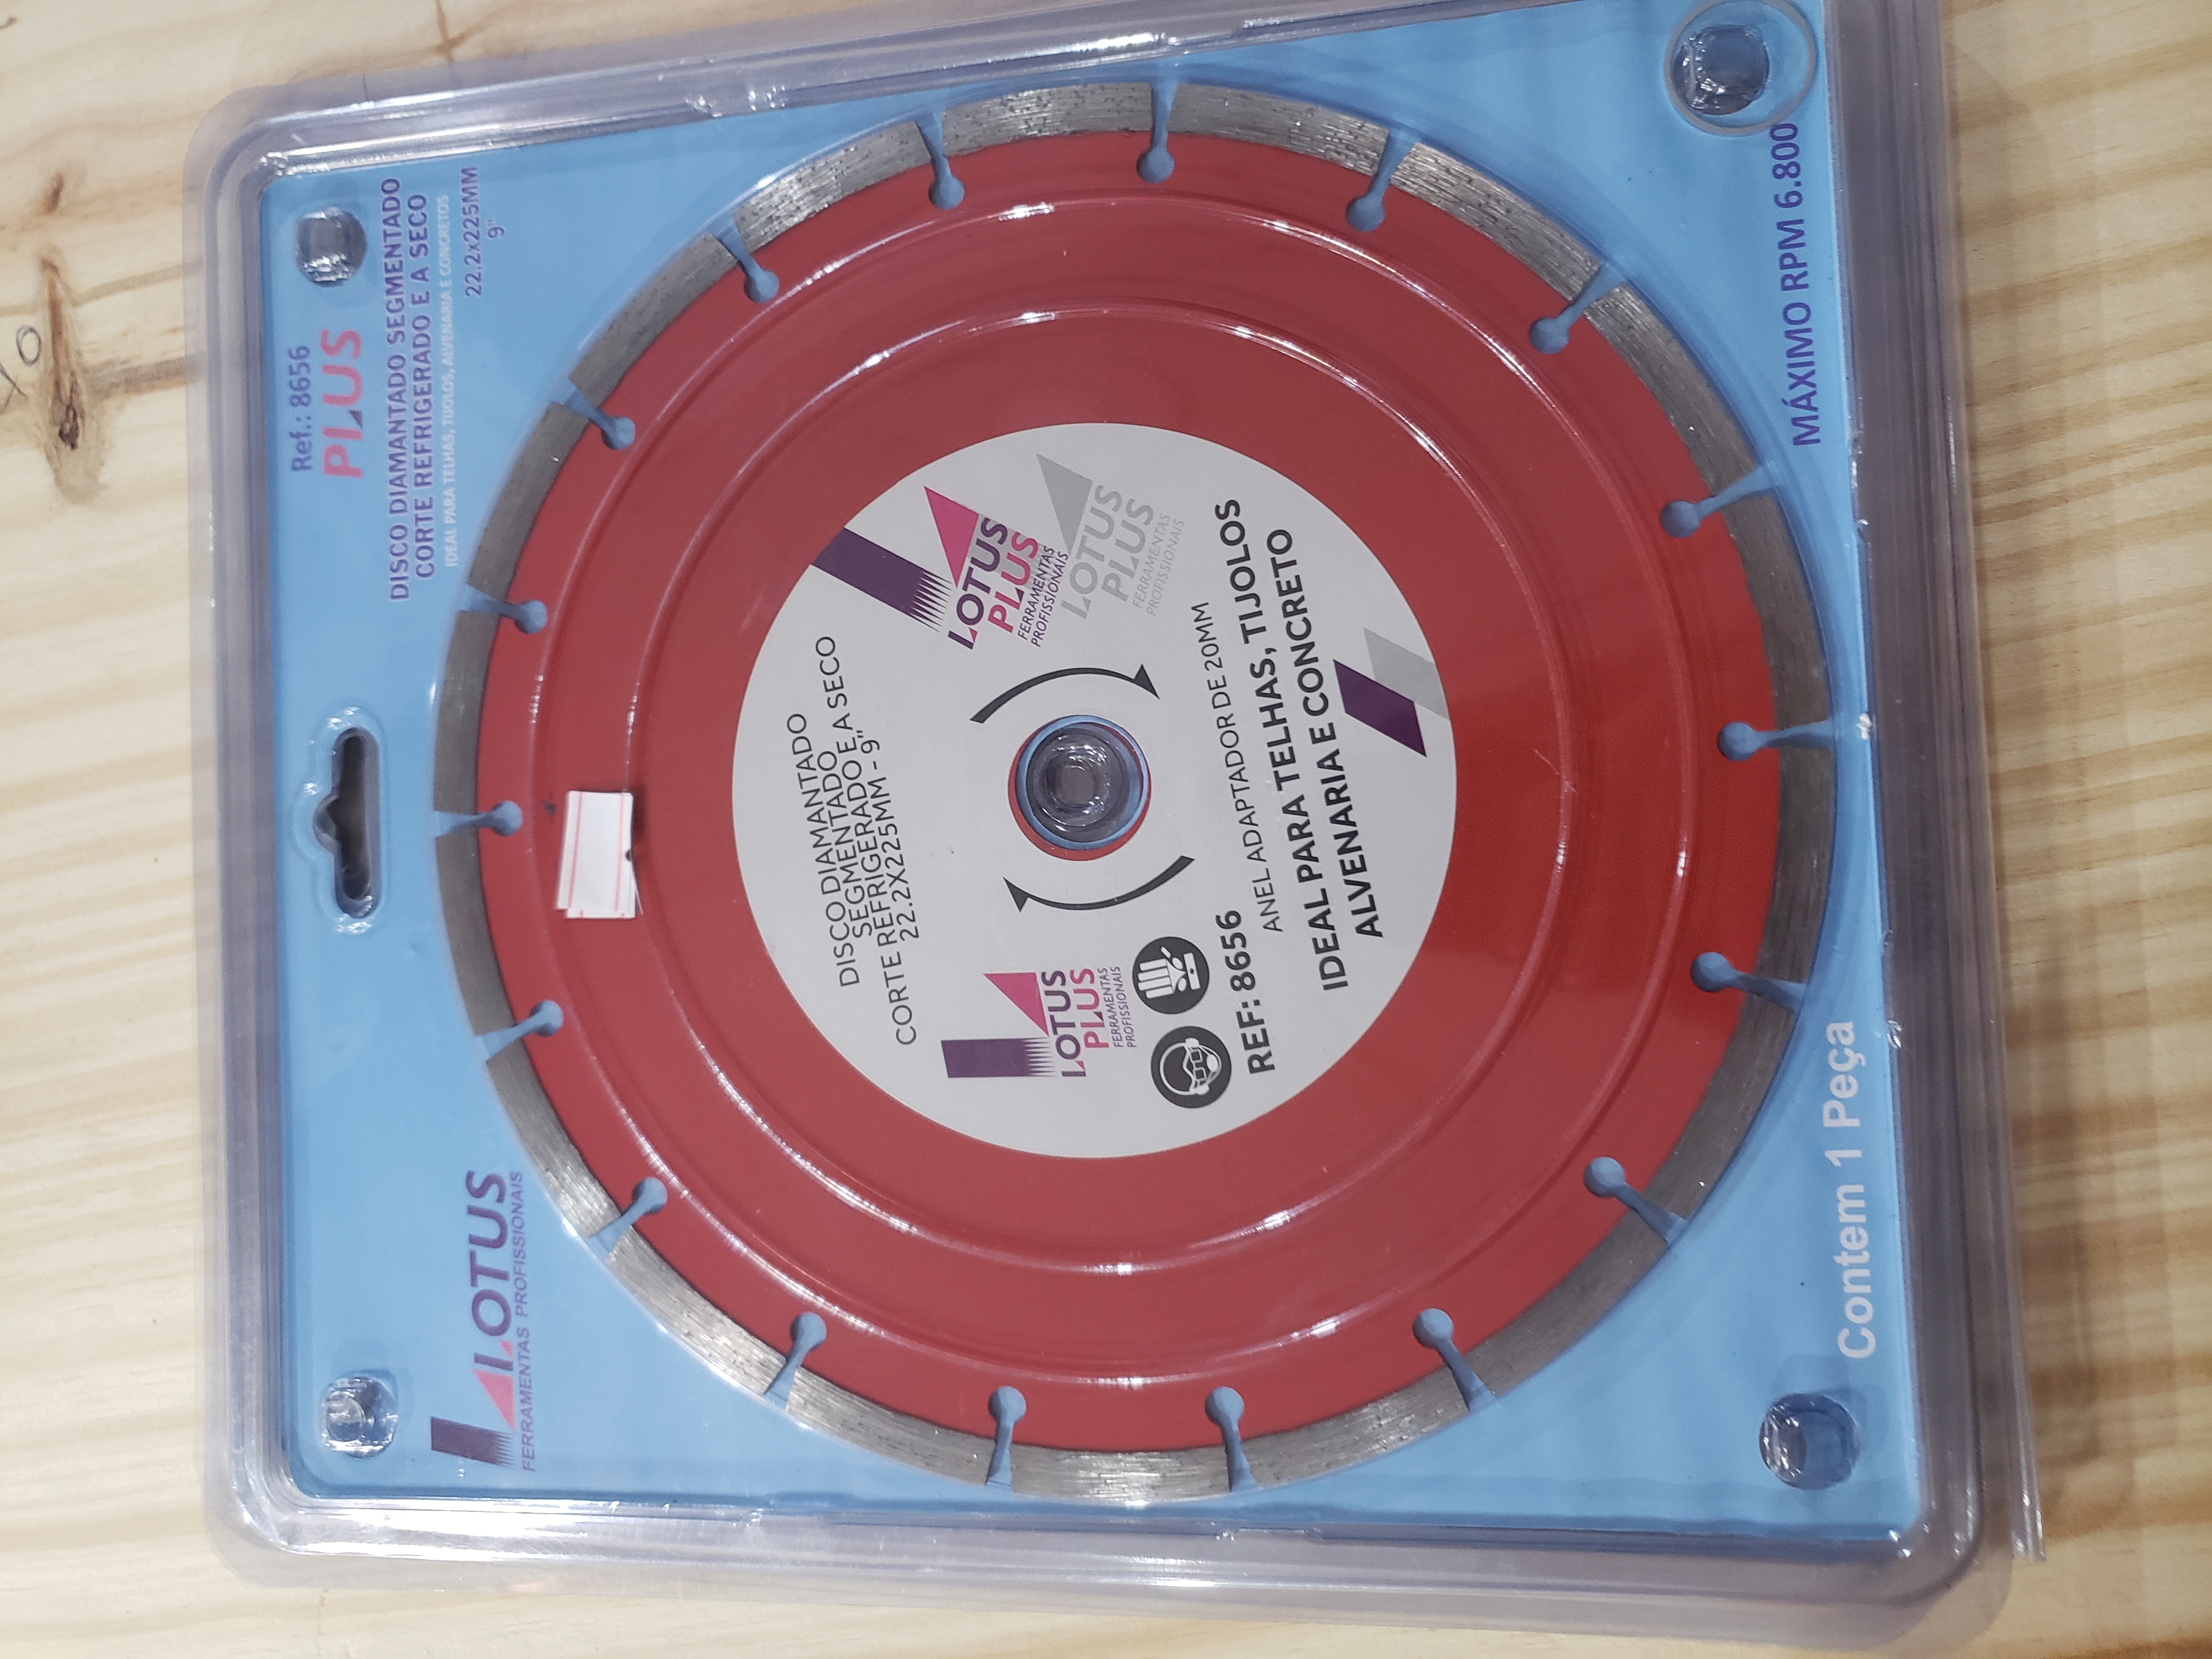 LOTUS
FERRAMENTAS PROFISSIONAIS
Ref.: 8656
PLUS
DISCO DIAMANTADO SEGMENTADO
CORTE REFRIGERADO E A SECO
IDEAL PARA TELHAS, TIJOLOS, ALVENARIA E CONCRETOS
22.2x225MM
9"
DISCO DIAMANTADO
SEGMENTADO
CORTE REFRIGERADO E A SECO
22.2X225MM - 9"
LOTUS
PLUS
FERRAMENTAS
PROFISSIONAIS
LOTUS
PLUS
FERRAMENTAS
PROFISSIONAIS
LOTUS
PLUS
FERRAMENTAS
PROFISSIONAIS
REF: 8656
ANEL ADAPTADOR DE 20MM
IDEAL PARA TELHAS, TIJOLOS
ALVENARIA E CONCRETO
Contem 1 Peça
MÁXIMO RPM 6.800